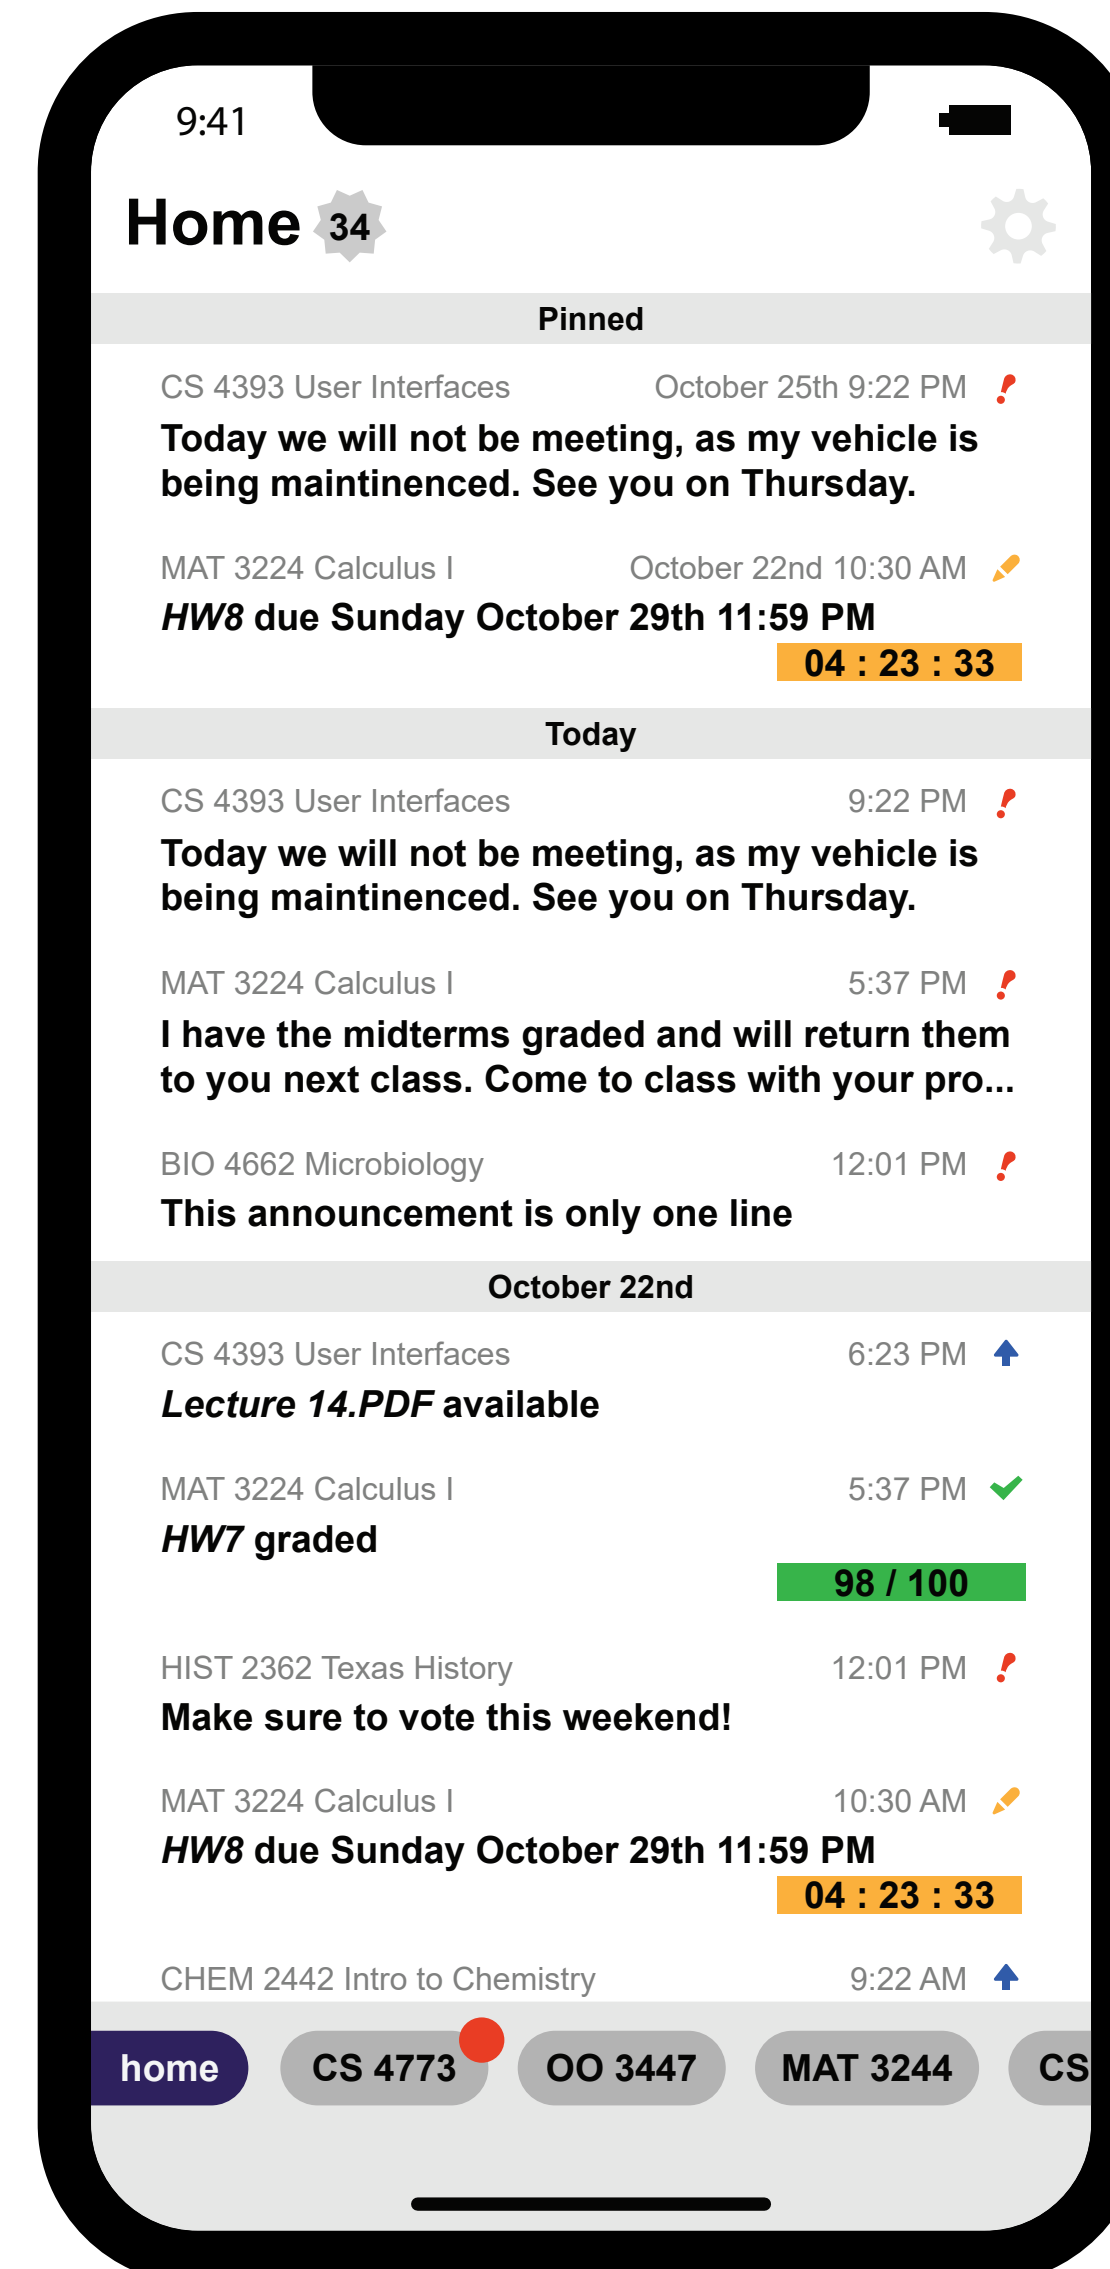 9:41
Home 34
Pinned
CS 4393 User Interfaces October 25th 9:22 PM
Today we will not be meeting, as my vehicle is
being maintinenced. See you on Thursday.
MAT 3224 Calculus I October 22nd 10:30 AM
HW8 due Sunday October 29th 11:59 PM
04 : 23 : 33
Today
CS 4393 User Interfaces 9:22 PM
Today we will not be meeting, as my vehicle is
being maintinenced. See you on Thursday.
MAT 3224 Calculus I 5:37 PM
I have the midterms graded and will return them
to you next class. Come to class with your pro...
BIO 4662 Microbiology 12:01 PM
This announcement is only one line
October 22nd
CS 4393 User Interfaces 6:23 PM
Lecture 14.PDF available
MAT 3224 Calculus I 5:37 PM
HW7 graded
98 / 100
HIST 2362 Texas History 12:01 PM
Make sure to vote this weekend!
MAT 3224 Calculus I 10:30 AM
HW8 due Sunday October 29th 11:59 PM
04 : 23 : 33
CHEM 2442 Intro to Chemistry 9:22 AM
home CS 4773 OO 3447 MAT 3244 CS